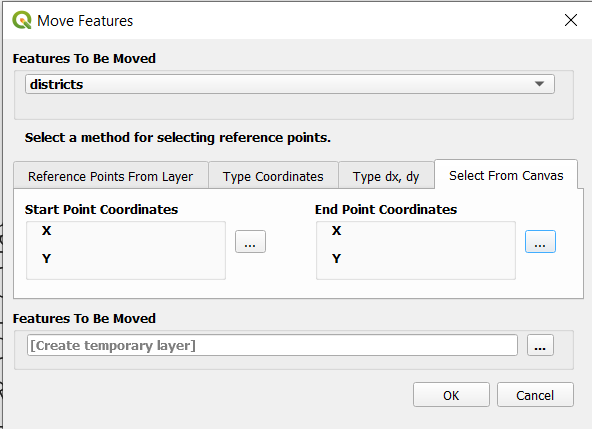 Move Features
Features To Be Moved
districts
Select a method for selecting reference points.
Reference Points From Layer Type Coordinates Type dx, dy Select From Canvas
Start Point Coordinates End Point Coordinates
X X
... ...
Y Y
Features To Be Moved
[Create temporary layer] ...
OK Cancel